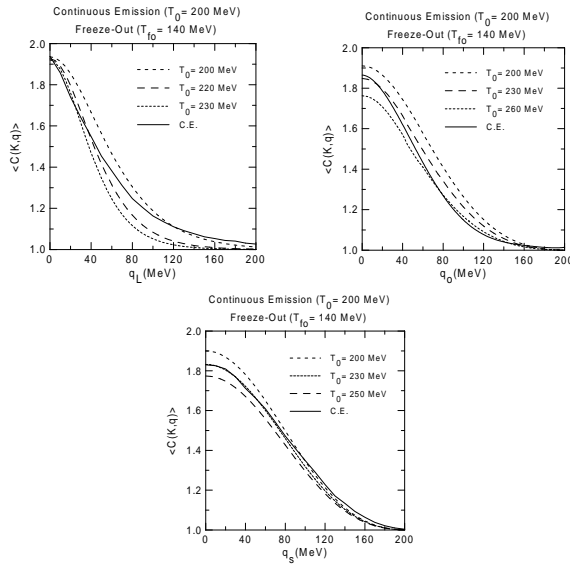 Continuous Emission (T0= 200 MeV)
Freeze-Out (Tfo= 140 MeV)
2.0
1.8
1.6
1.4
1.2
1.0
<C(K,q)>
T0= 200 MeV
T0= 220 MeV
T0= 230 MeV
C.E.
0 40 80 120 160 200
qL(MeV)
Continuous Emission (T0= 200 MeV)
Freeze-Out (Tfo= 140 MeV)
2.0
1.8
1.6
1.4
1.2
1.0
<C(K,q)>
T0= 200 MeV
T0= 230 MeV
T0= 260 MeV
C.E.
0 40 80 120 160 200
qo(MeV)
Continuous Emission (T0= 200 MeV)
Freeze-Out (Tfo= 140 MeV)
2.0
1.8
1.6
1.4
1.2
1.0
<C(K,q)>
T0= 200 MeV
T0= 230 MeV
T0= 250 MeV
C.E.
0 40 80 120 160 200
qs(MeV)